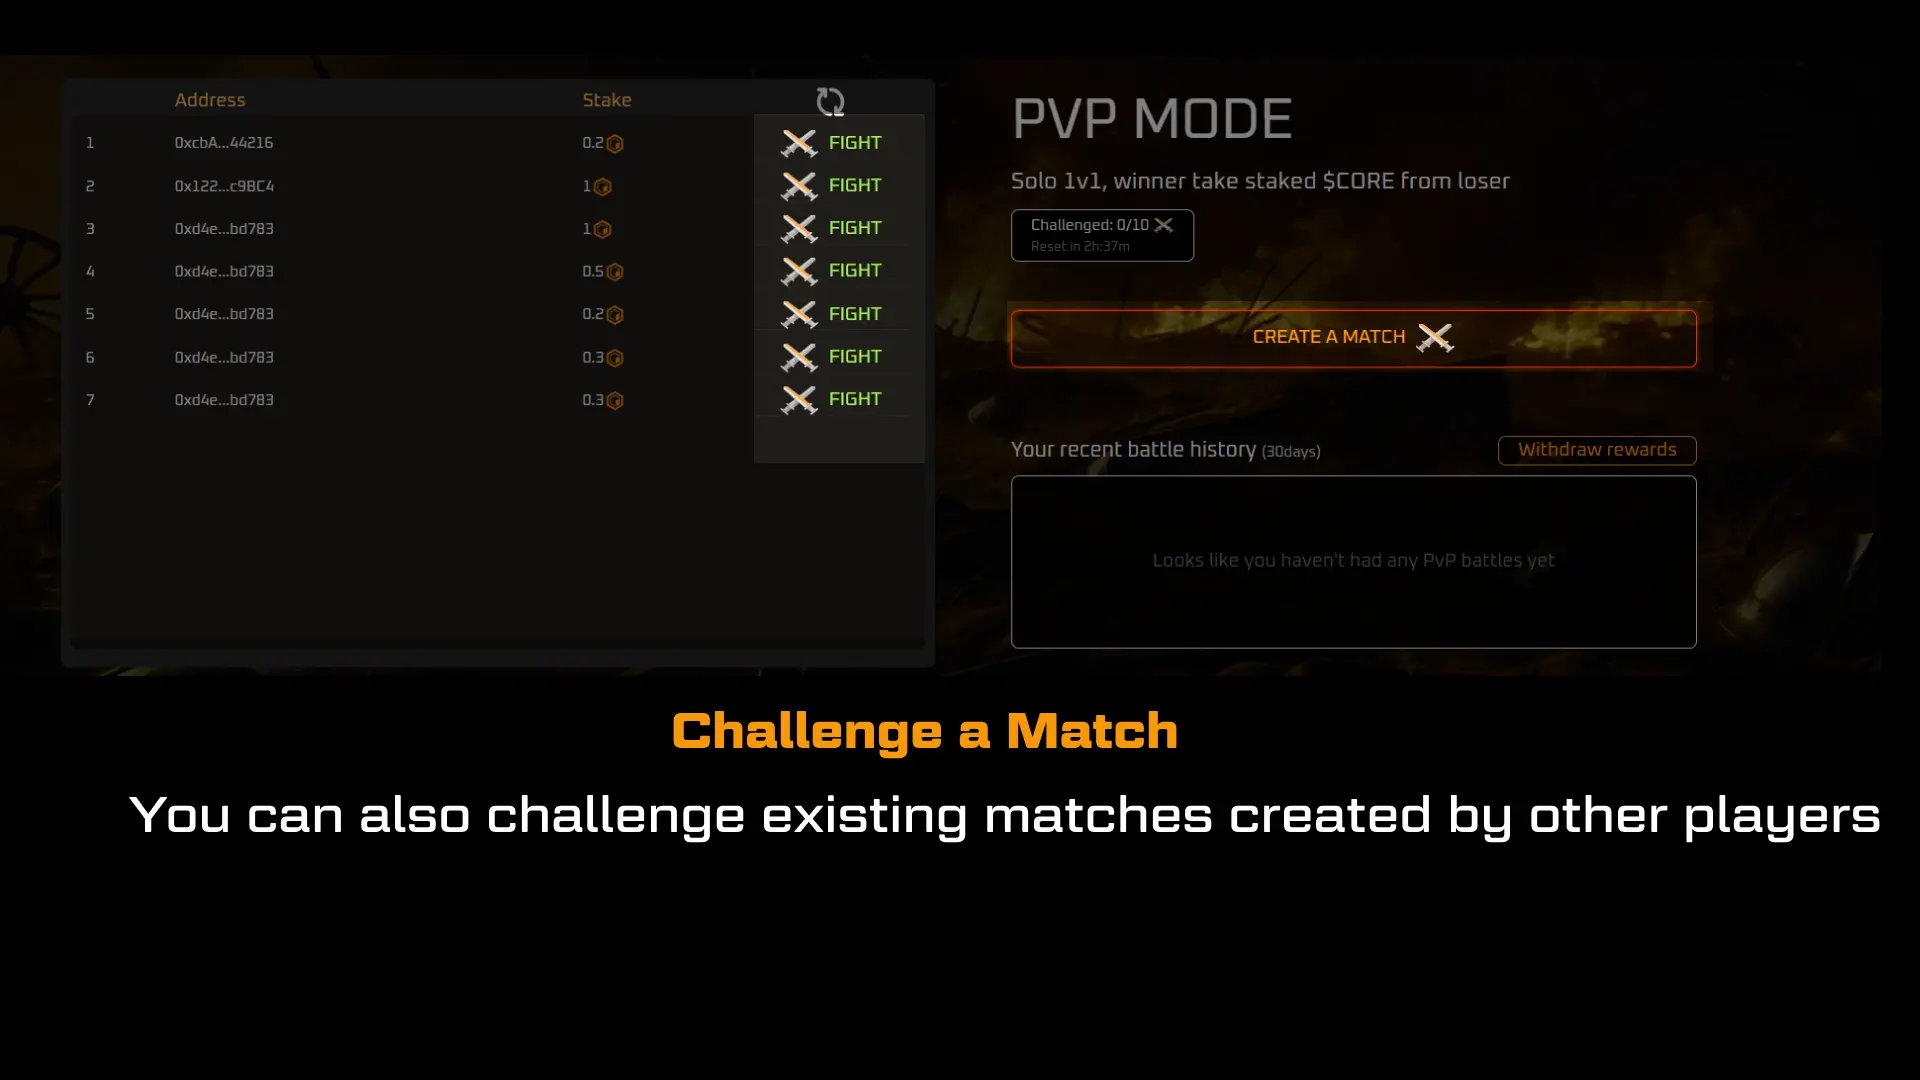 Address Stake
1 0xcbA...44216 0.2 FIGHT
2 0x122...c9BC4 1 FIGHT
3 0xd4e...bd783 1 FIGHT
4 0xd4e...bd783 0.5 FIGHT
5 0xd4e...bd783 0.2 FIGHT
6 0xd4e...bd783 0.3 FIGHT
7 0xd4e...bd783 0.3 FIGHT
PVP MODE
Solo 1v1, winner take staked $CORE from loser
Challenged: 0/10
Reset in 2h:37m
CREATE A MATCH
Your recent battle history (30days)
Withdraw rewards
Looks like you haven't had any PvP battles yet
Challenge a Match
You can also challenge existing matches created by other players